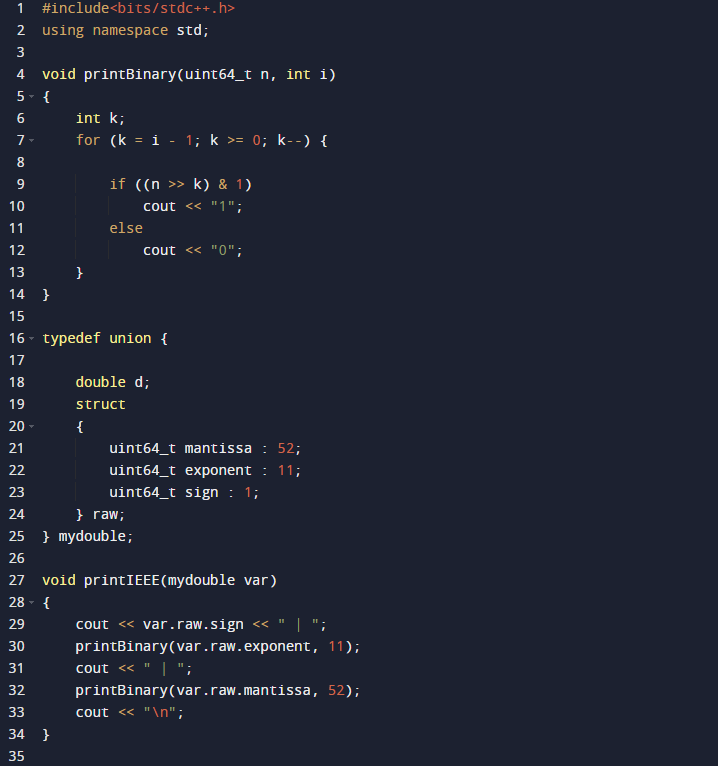 1 #include<bits/stdc++.h>
2 using namespace std;
3
4 void printBinary(uint64_t n, int i)
5 {
6     int k;
7     for (k = i - 1; k >= 0; k--) {
8
9         if ((n >> k) & 1)
10             cout << "1";
11         else
12             cout << "0";
13     }
14 }
15
16 typedef union {
17
18     double d;
19     struct
20     {
21         uint64_t mantissa : 52;
22         uint64_t exponent : 11;
23         uint64_t sign : 1;
24     } raw;
25 } mydouble;
26
27 void printIEEE(mydouble var)
28 {
29     cout << var.raw.sign << " | ";
30     printBinary(var.raw.exponent, 11);
31     cout << " | ";
32     printBinary(var.raw.mantissa, 52);
33     cout << "\n";
34 }
35